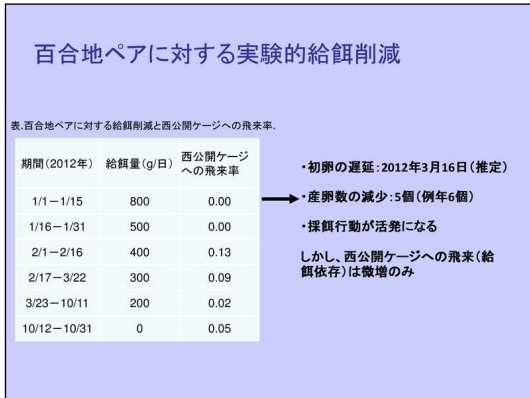 百合地ペアに対する実験的給餌削減
表.百合地ペアに対する給餌削減と西公開ケージへの飛来率.
期間(2012年) 給餌量(g/日) 西公開ケージ
への飛来率
1/1-1/15 800 0.00
1/16-1/31 500 0.00
2/1-2/16 400 0.13
2/17-3/22 300 0.09
3/23-10/11 200 0.02
10/12-10/31 0 0.05
・初卵の遅延:2012年3月16日(推定)
・産卵数の減少:5個(例年6個)
・採餌行動が活発になる
しかし、西公開ケージへの飛来(給
餌依存)は微増のみ